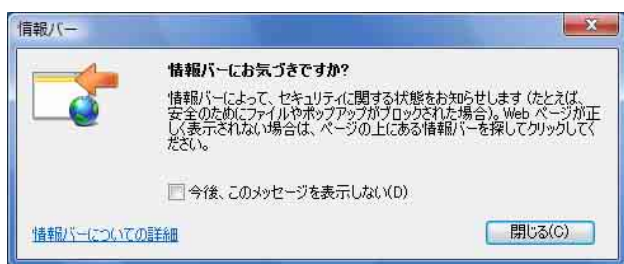 情報バー
情報バーにお気づきですか?
情報バーによって、セキュリティに関する状態をお知らせします (たとえば、
安全のためにファイルやポップアップがブロックされた場合)。Web ページが正
しく表示されない場合は、ページの上にある情報バーを探してクリックしてく
ださい。
今後、このメッセージを表示しない(D)
情報バーについての詳細
閉じる(C)